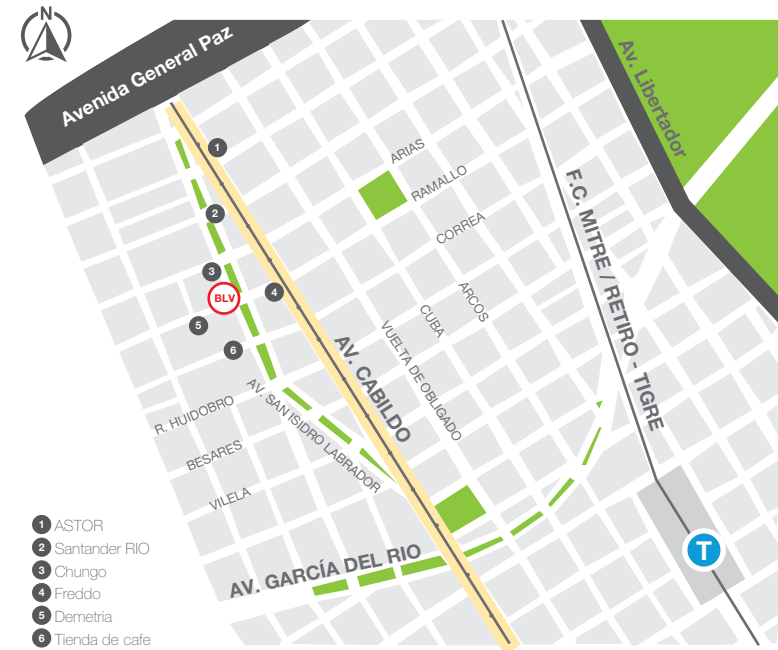 N
Avenida General Paz
Av. Libertador
1
ARIAS
RAMALLO
2
CORREA
F.C. MITRE / RETIRO - TIGRE
3
BLV
4
ARCOS
CUBA
5
VUELTA DE OBLIGADO
6
AV. CABILDO
AV. SAN ISIDRO LABRADOR
R. HUIDOBRO
BESARES
VILELA
T
AV. GARCÍA DEL RIO
1 ASTOR
2 Santander RIO
3 Chungo
4 Freddo
5 Demetria
6 Tienda de cafe